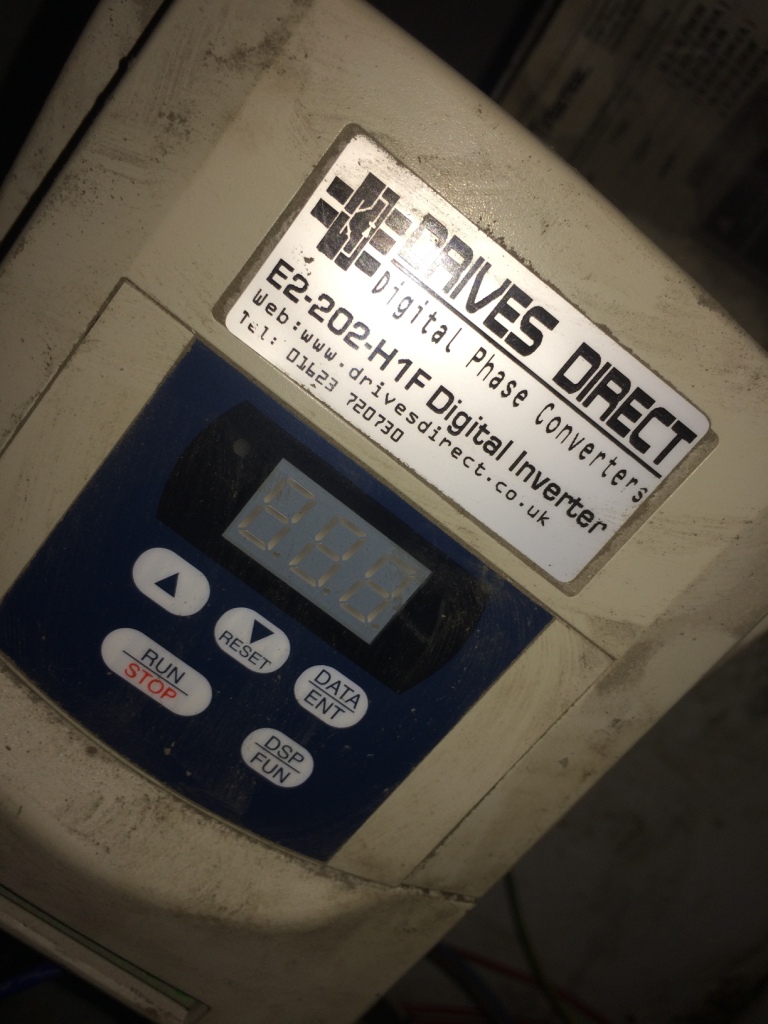 DRIVES DIRECT
Digital Phase Converters
E2-202-H1F Digital Inverter
Web:www.drivesdirect.co.uk
Tel: 01623 720730
RESET
RUN
STOP
DATA
ENT
DSP
FUN